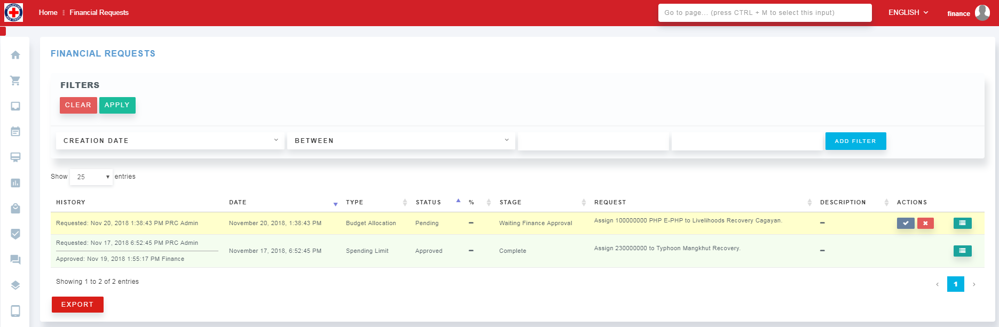 Home Financial Requests
Go to page... (press CTRL + M to select this input)
ENGLISH
finance
FINANCIAL REQUESTS
FILTERS
CLEAR APPLY
CREATION DATE BETWEEN ADD FILTER
Show 25 entries
HISTORY DATE TYPE STATUS % STAGE REQUEST DESCRIPTION ACTIONS
Requested: Nov 20, 2018 1:38:43 PM PRC Admin November 20, 2018, 1:38:43 PM Budget Allocation Pending – Waiting Finance Approval Assign 100000000 PHP E-PHP to Livelihoods Recovery Cagayan. –
Requested: Nov 17, 2018 6:52:45 PM PRC Admin
November 17, 2018, 6:52:45 PM Spending Limit Approved – Complete Assign 230000000 to Typhoon Mangkhut Recovery. –
Approved: Nov 19, 2018 1:55:17 PM Finance
Showing 1 to 2 of 2 entries
‹ 1 ›
EXPORT